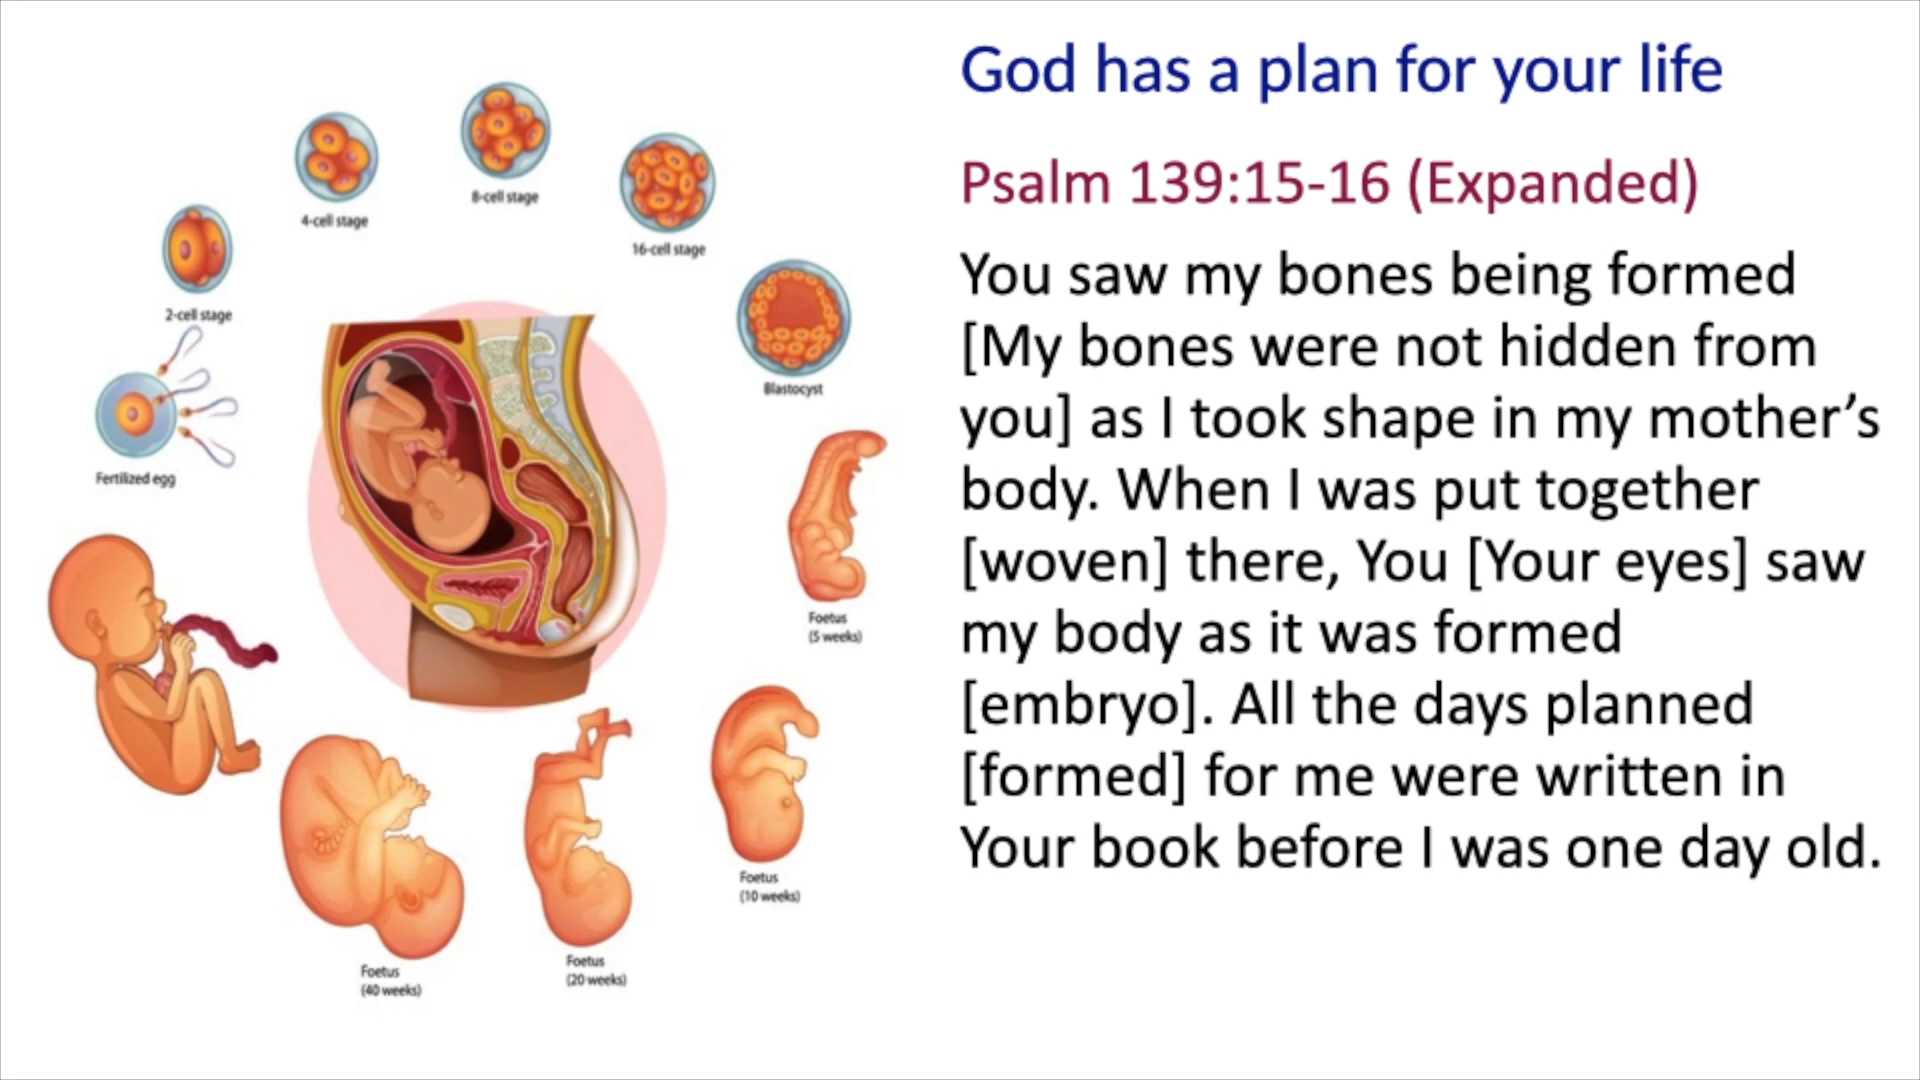 God has a plan for your life
Psalm 139:15-16 (Expanded)
You saw my bones being formed
[My bones were not hidden from
you] as I took shape in my mother’s
body. When I was put together
[woven] there, You [Your eyes] saw
my body as it was formed
[embryo]. All the days planned
[formed] for me were written in
Your book before I was one day old.
Fertilized egg
2-cell stage
4-cell stage
8-cell stage
16-cell stage
Blastocyst
Foetus
(5 weeks)
Foetus
(10 weeks)
Foetus
(20 weeks)
Foetus
(40 weeks)